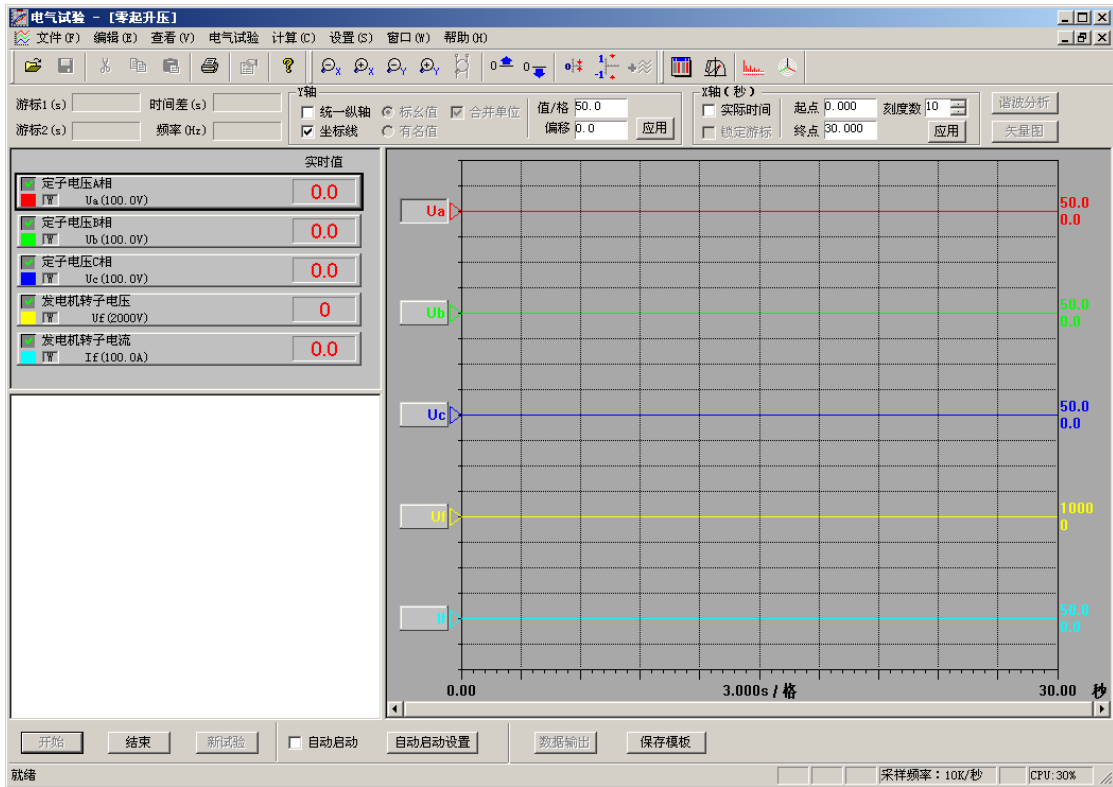 电气试验 - [零起升压]
文件(F) 编辑(E) 查看(V) 电气试验 计算(C) 设置(S) 窗口(W) 帮助(H)
游标1(s) 时间差(s)
游标2(s) 频率(Hz)
Y轴
统一纵轴 标幺值 合并单位 值/格 50.0
坐标线 有名值 偏移 0.0 应用
X轴(秒)
实际时间 起点 0.000 刻度数 10 谐波分析
锁定游标 终点 30.000 应用 矢量图
实时值
定子电压A相
Ua(100.0V) 0.0
定子电压B相
Ub(100.0V) 0.0
定子电压C相
Uc(100.0V) 0.0
发电机转子电压
Uf(2000V) 0
发电机转子电流
If(100.0A) 0.0
Ua 50.0
0.0
Ub 50.0
0.0
Uc 50.0
0.0
Uf 1000
0
If 50.0
0.0
0.00 3.000s/格 30.00 秒
开始 结束 新试验 自动启动 自动启动设置 数据输出 保存模板
就绪 采样频率：10K/秒 CPU:30%